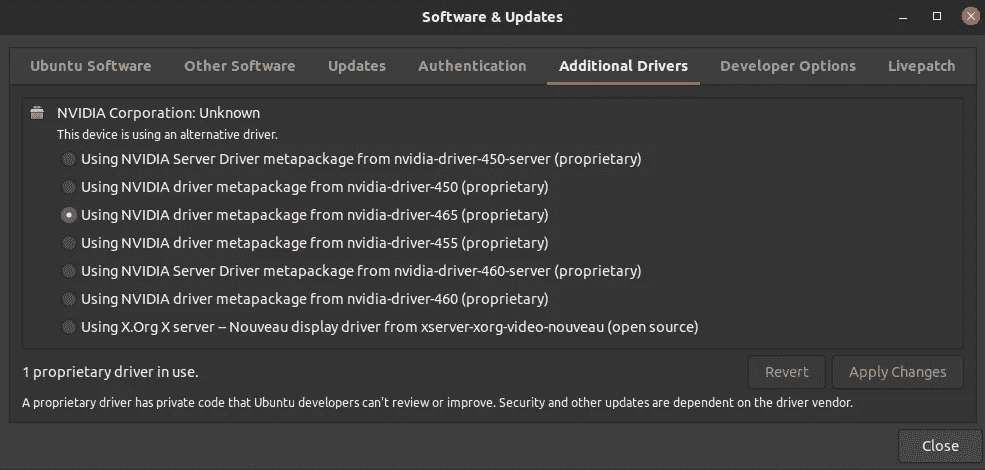 Software & Updates
Ubuntu Software Other Software Updates Authentication Additional Drivers Developer Options Livepatch
NVIDIA Corporation: Unknown
This device is using an alternative driver.
Using NVIDIA Server Driver metapackage from nvidia-driver-450-server (proprietary)
Using NVIDIA driver metapackage from nvidia-driver-450 (proprietary)
Using NVIDIA driver metapackage from nvidia-driver-465 (proprietary)
Using NVIDIA driver metapackage from nvidia-driver-455 (proprietary)
Using NVIDIA Server Driver metapackage from nvidia-driver-460-server (proprietary)
Using NVIDIA driver metapackage from nvidia-driver-460 (proprietary)
Using X.Org X server -- Nouveau display driver from xserver-xorg-video-nouveau (open source)
1 proprietary driver in use.
Revert Apply Changes
A proprietary driver has private code that Ubuntu developers can't review or improve. Security and other updates are dependent on the driver vendor.
Close